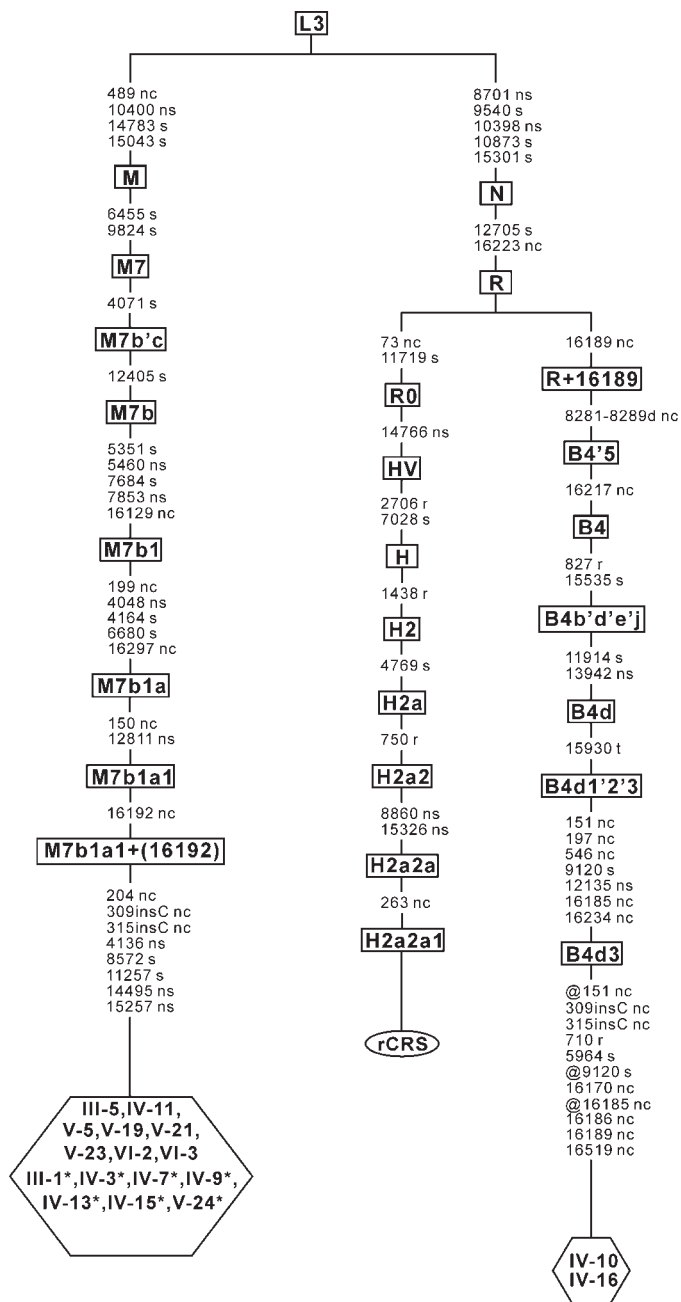 L3
489 nc
10400 ns
14783 s
15043 s
M
6455 s
9824 s
M7
4071 s
M7b'c
12405 s
M7b
5351 s
5460 ns
7684 s
7853 ns
16129 nc
M7b1
199 nc
4048 ns
4164 s
6680 s
16297 nc
M7b1a
150 nc
12811 ns
M7b1a1
16192 nc
M7b1a1+(16192)
204 nc
309insC nc
315insC nc
4136 ns
8572 s
11257 s
14495 ns
15257 ns
III-5,IV-11,
V-5,V-19,V-21,
V-23,VI-2,VI-3
III-1*,IV-3*,IV-7*,IV-9*,
IV-13*,IV-15*,V-24*
8701 ns
9540 s
10398 ns
10873 s
15301 s
N
12705 s
16223 nc
R
73 nc
11719 s
R0
14766 ns
HV
2706 r
7028 s
H
1438 r
H2
4769 s
H2a
750 r
H2a2
8860 ns
15326 ns
H2a2a
263 nc
H2a2a1
rCRS
16189 nc
R+16189
8281-8289d nc
B4'5
16217 nc
B4
827 r
15535 s
B4b'd'e'j
11914 s
13942 ns
B4d
15930 t
B4d1'2'3
151 nc
197 nc
546 nc
9120 s
12135 ns
16185 nc
16234 nc
B4d3
@151 nc
309insC nc
315insC nc
710 r
5964 s
@9120 s
16170 nc
@16185 nc
16186 nc
16189 nc
16519 nc
IV-10
IV-16